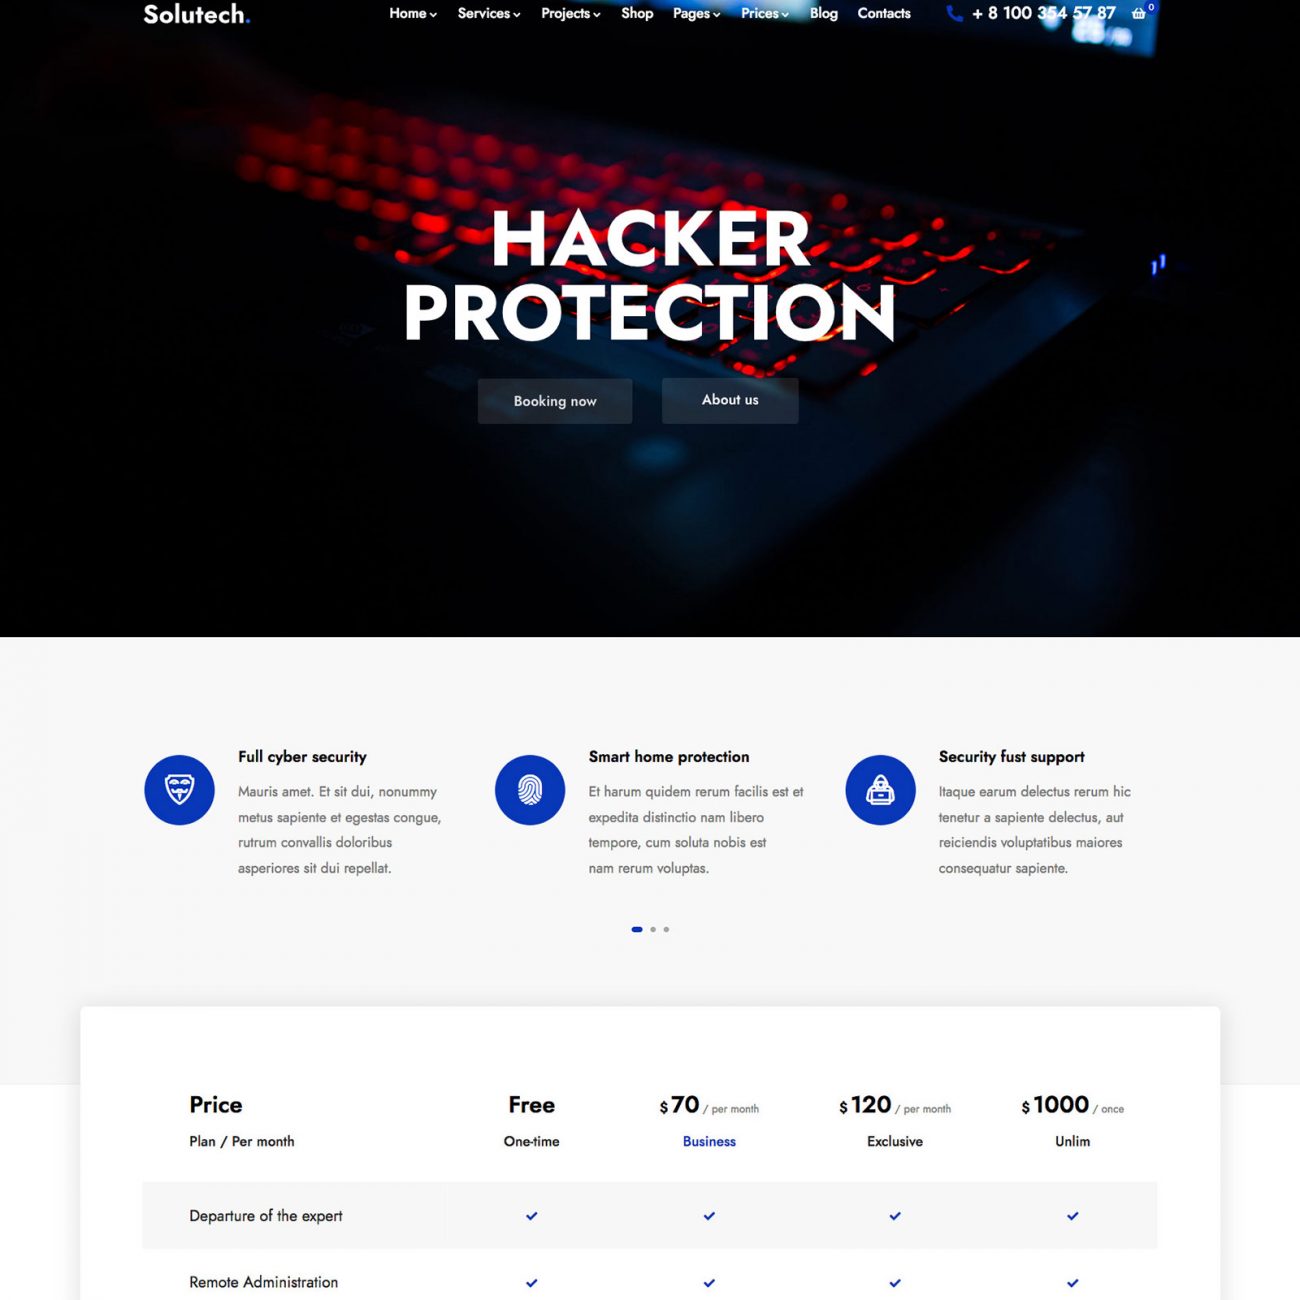 Solutech.
Home Services Projects Shop Pages Prices Blog Contacts + 8 100 354 57 87 0
HACKER
PROTECTION
Booking now About us
Full cyber security
Mauris amet. Et sit dui, nonummy
metus sapiente et egestas congue,
rutrum convallis doloribus
asperiores sit dui repellat.
Smart home protection
Et harum quidem rerum facilis est et
expedita distinctio nam libero
tempore, cum soluta nobis est
nam rerum voluptas.
Security fust support
Itaque earum delectus rerum hic
tenetur a sapiente delectus, aut
reiciendis voluptatibus maiores
consequatur sapiente.
Price Free $ 70 / per month $ 120 / per month $ 1000 / once
Plan / Per month One-time Business Exclusive Unlim
Departure of the expert
Remote Administration